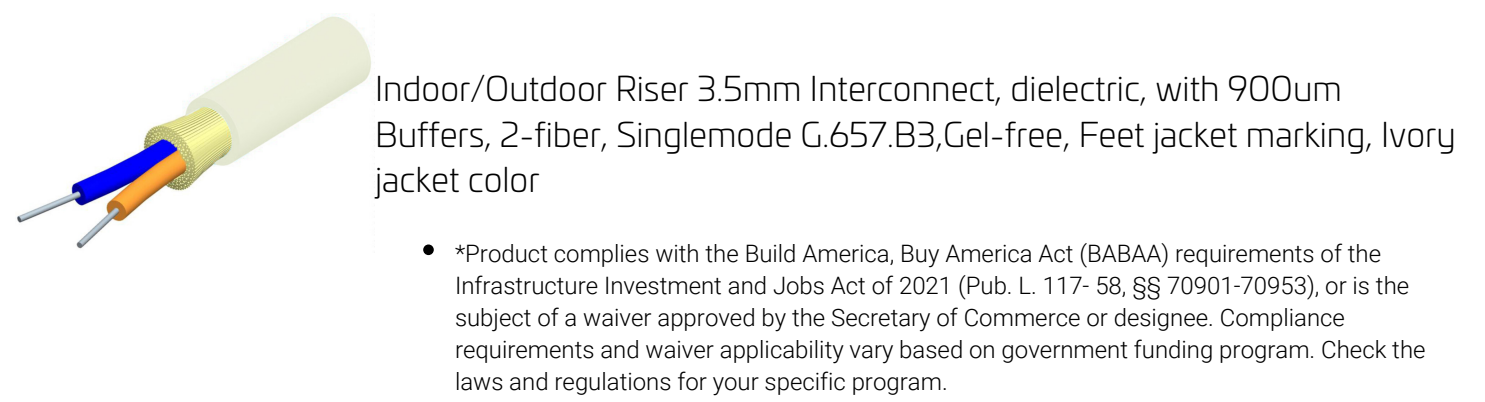 Indoor/Outdoor Riser 3.5mm Interconnect, dielectric, with 900um
Buffers, 2-fiber, Singlemode G.657.B3,Gel-free, Feet jacket marking, Ivory
jacket color
• *Product complies with the Build America, Buy America Act (BABAA) requirements of the
Infrastructure Investment and Jobs Act of 2021 (Pub. L. 117- 58, §§ 70901-70953), or is the
subject of a waiver approved by the Secretary of Commerce or designee. Compliance
requirements and waiver applicability vary based on government funding program. Check the
laws and regulations for your specific program.